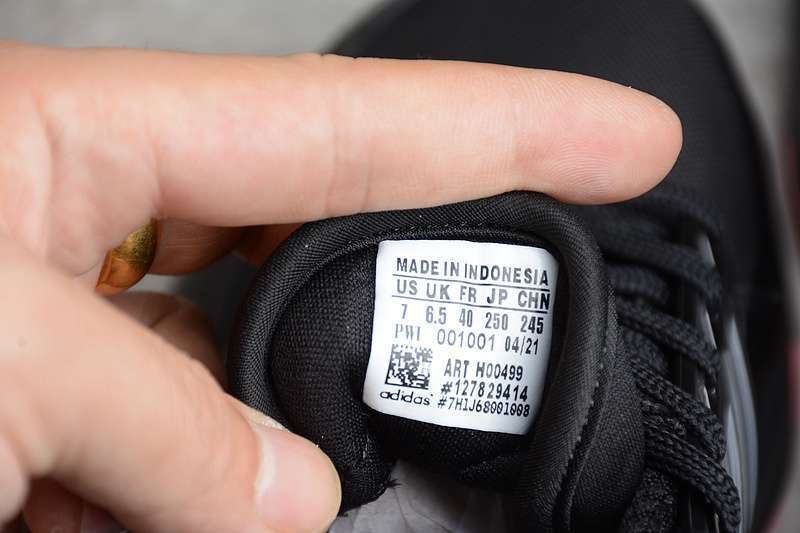 MADE IN INDONESIA
US UK FR JP CHN
7 6.5 40 250 245
PWI 001001 04/21
ART H00499
#127829414
adidas #7H1J68001008